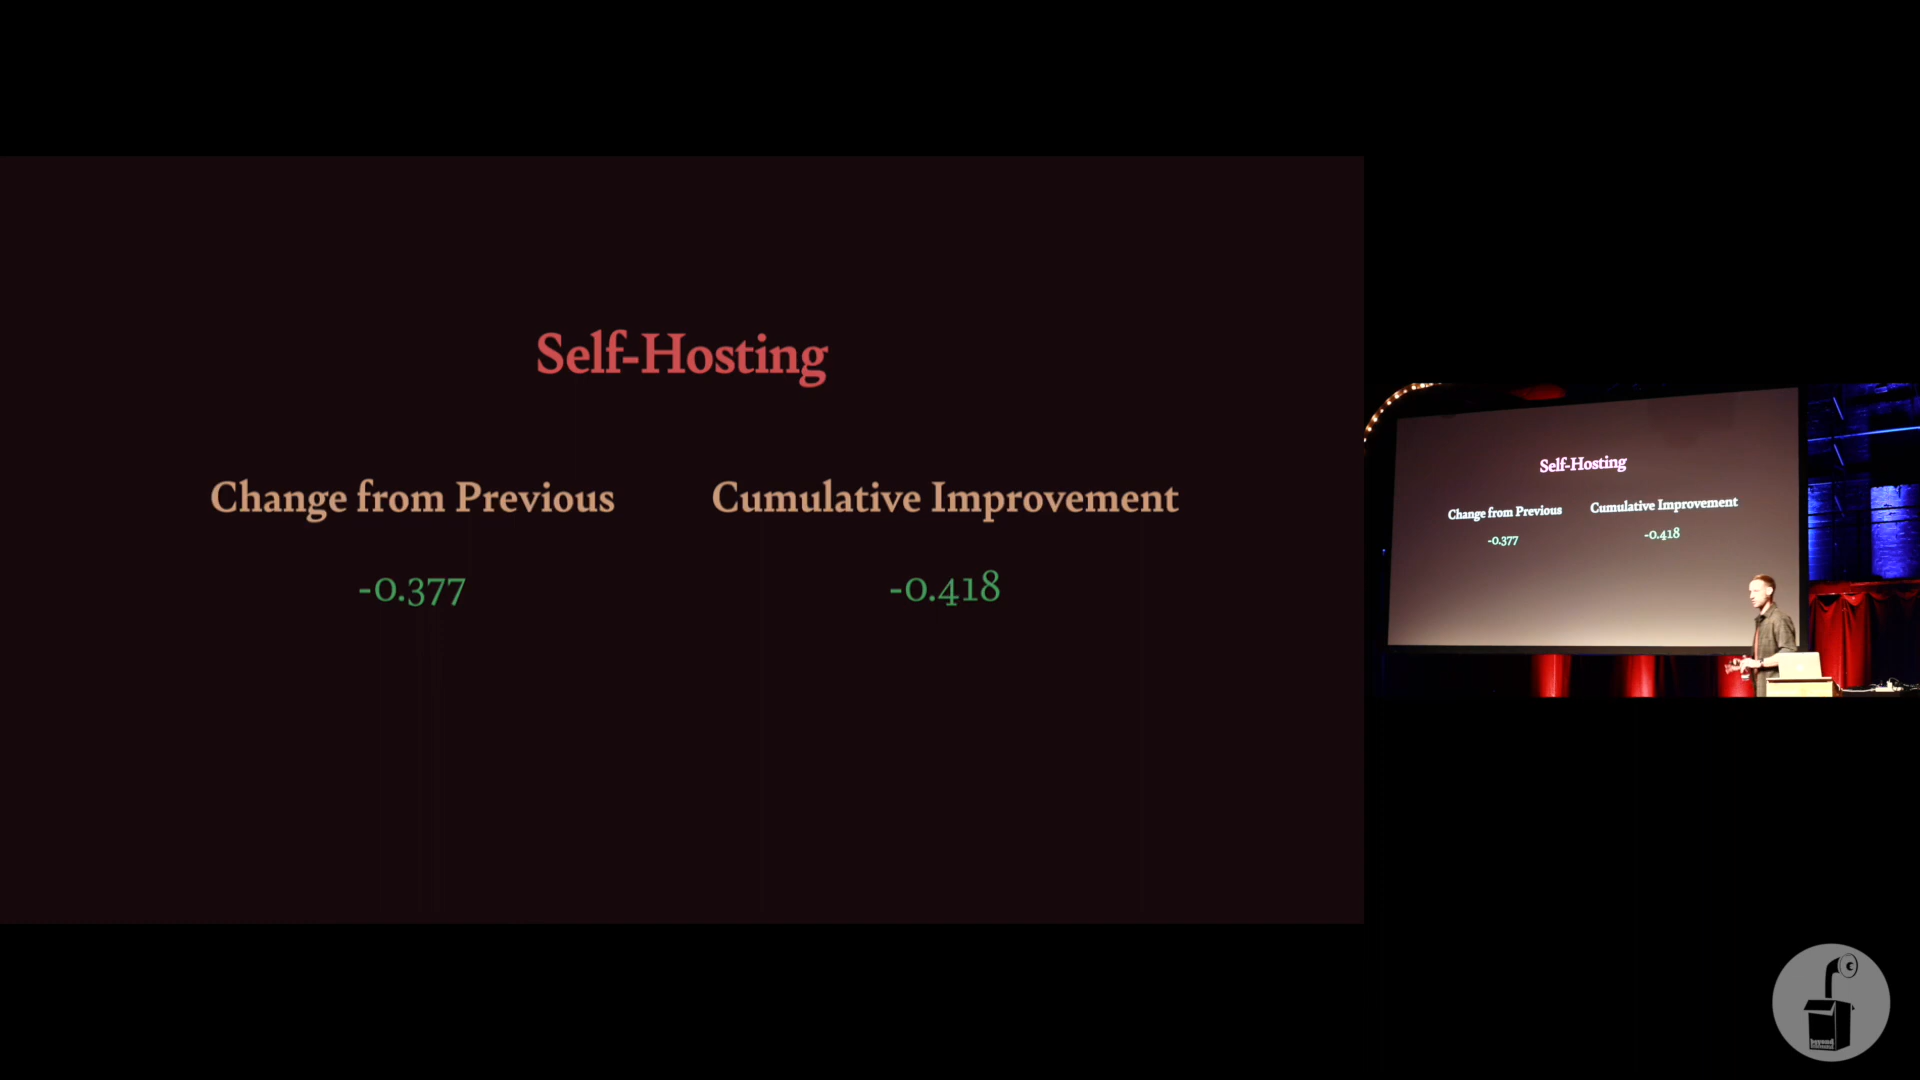 Self-Hosting
Change from Previous Cumulative Improvement
-0.377 -0.418
Self-Hosting
Change from Previous Cumulative Improvement
-0.377 -0.418
beyond